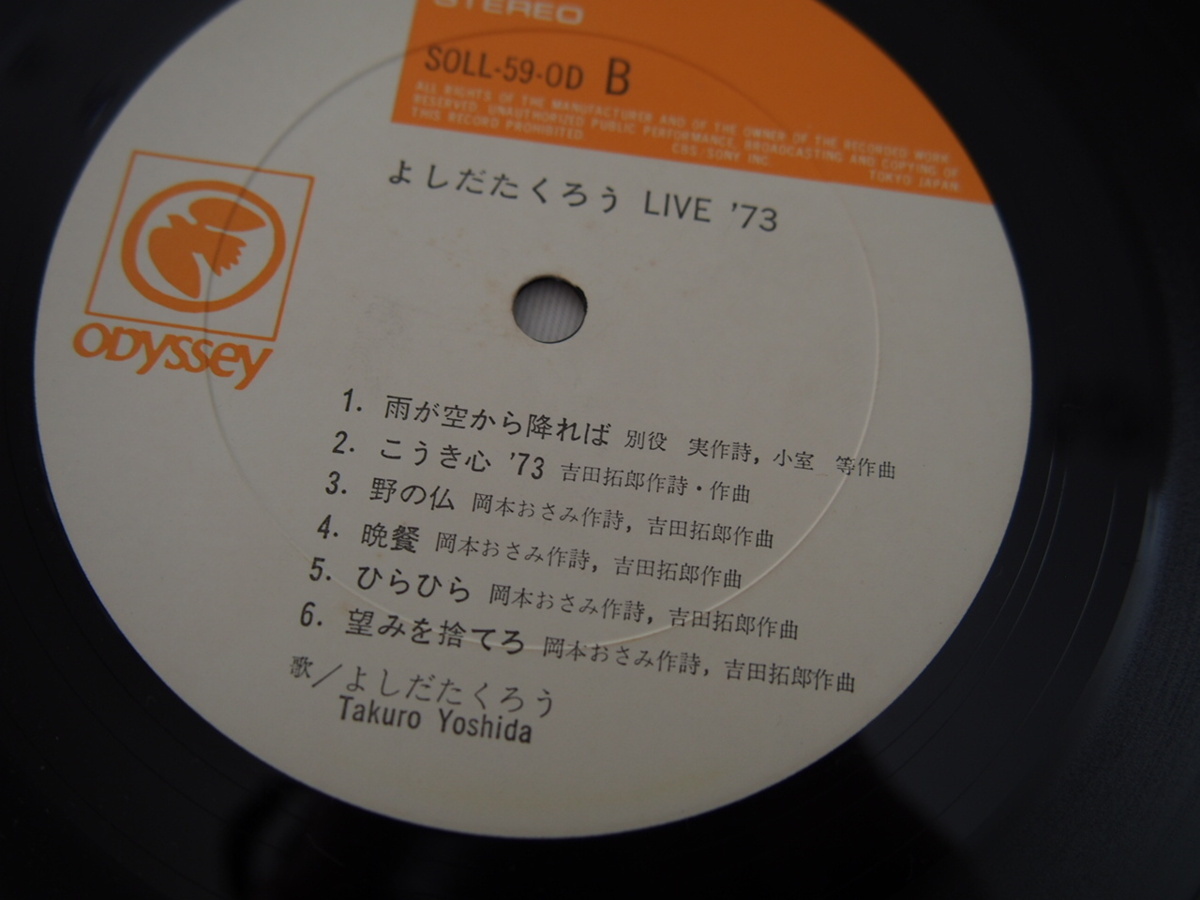 STEREO
SOLL-59-OD B
ALL RIGHTS OF THE MANUFACTURER AND OF THE OWNER OF THE RECORDED WORK
RESERVED. UNAUTHORIZED PUBLIC PERFORMANCE, BROADCASTING AND COPYING OF
THIS RECORD PROHIBITED. CBS/SONY INC. TOKYO JAPAN
よしだたくろう LIVE '73
ODYSSEY
1. 雨が空から降れば 別役 実作詩, 小室 等作曲
2. こうき心 '73 吉田拓郎作詩・作曲
3. 野の仏 岡本おさみ作詩, 吉田拓郎作曲
4. 晩餐 岡本おさみ作詩, 吉田拓郎作曲
5. ひらひら 岡本おさみ作詩, 吉田拓郎作曲
6. 望みを捨てろ 岡本おさみ作詩, 吉田拓郎作曲
歌/よしだたくろう
Takuro Yoshida